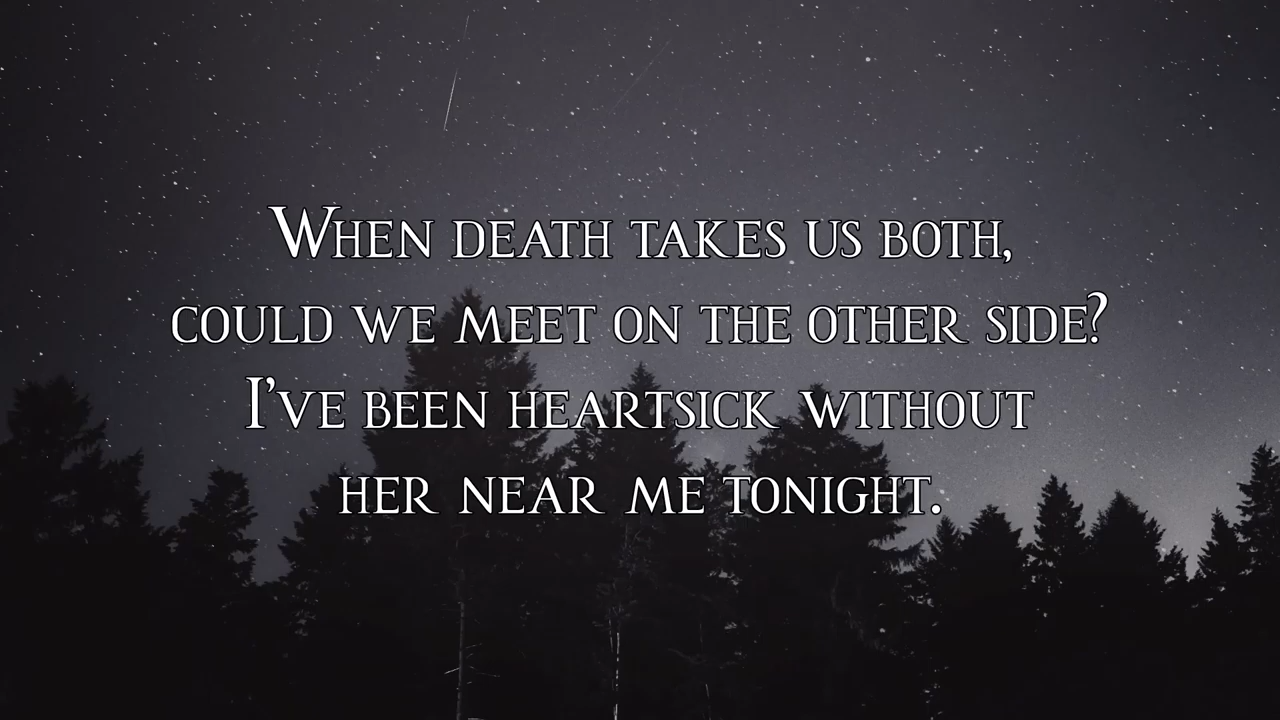 When death takes us both,
could we meet on the other side?
I've been heartsick without
her near me tonight.